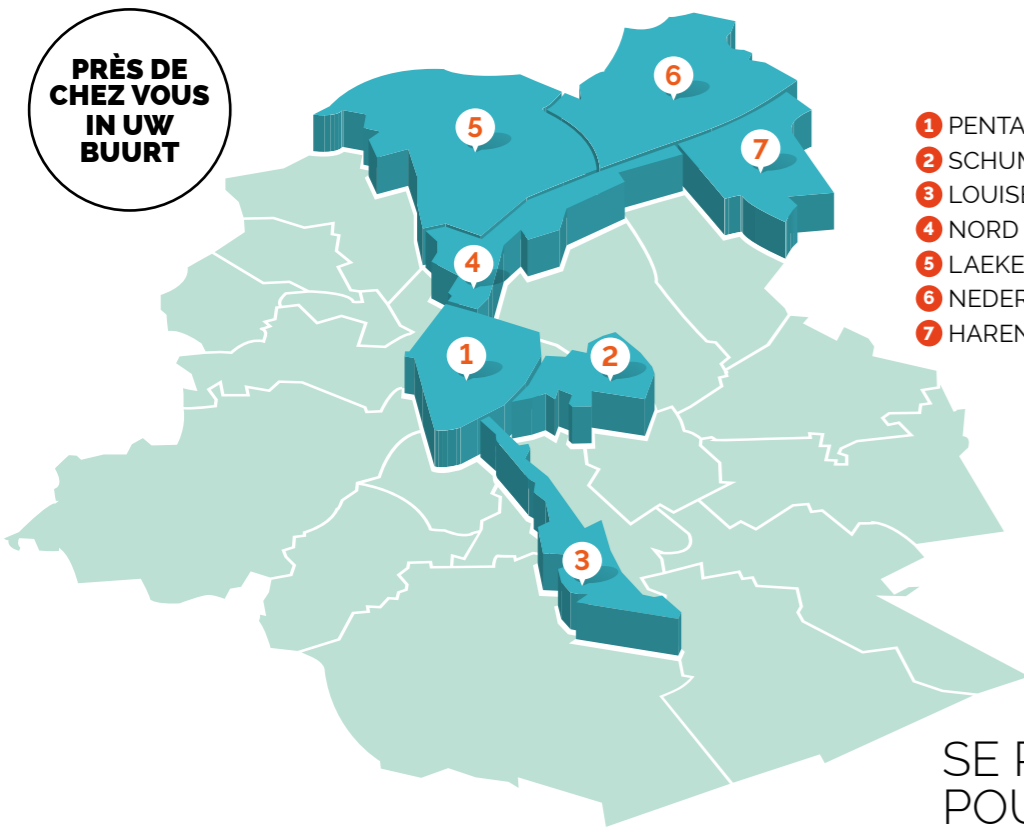 PRÈS DE
CHEZ VOUS
IN UW
BUURT
6
5
7
4
1
2
3
1 PENTA
2 SCHUM
3 LOUISE
4 NORD
5 LAEKE
6 NEDER
7 HAREN
SE
POU